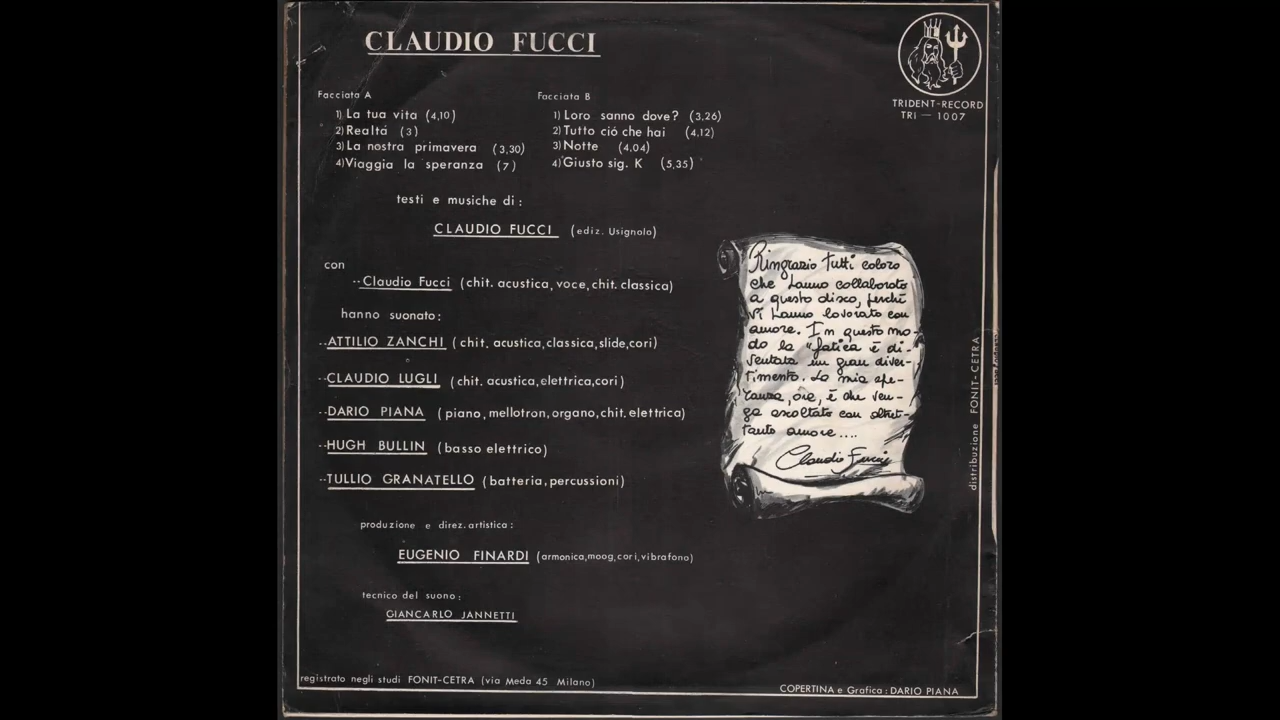 CLAUDIO FUCCI
TRIDENT-RECORD
TRI — 1007
Facciata A
1) La tua vita (4,10)
2) Realtá (3)
3) La nostra primavera (3,30)
4) Viaggia la speranza (7)
Facciata B
1) Loro sanno dove? (3,26)
2) Tutto ció che hai (4,12)
3) Notte (4,04)
4) Giusto sig. K (5,35)
testi e musiche di:
CLAUDIO FUCCI (ediz. Usignolo)
con
Claudio Fucci (chit. acustica, voce, chit. classica)
hanno suonato:
ATTILIO ZANCHI (chit. acustica, classica, slide, cori)
CLAUDIO LUGLI (chit. acustica, elettrica, cori)
DARIO PIANA (piano, mellotron, organo, chit. elettrica)
HUGH BULLIN (basso elettrico)
TULLIO GRANATELLO (batteria, percussioni)
produzione e direz. artistica:
EUGENIO FINARDI (armonica, moog, cori, vibrafono)
tecnico del suono:
GIANCARLO JANNETTI
Ringrazio tutti coloro
che hanno collaborato
a questo disco, perché
vi hanno lavorato con
amore. In questo mo-
do la "fatica è di-
ventata un gran diver-
timento. La mia spe-
ranza, ora, è che ven-
ga ascoltato con altret-
tanto amore....
Claudio Fucci
distribuzione FONIT-CETRA
registrato negli studi FONIT-CETRA (via Meda 45 Milano)
COPERTINA e Grafica: DARIO PIANA